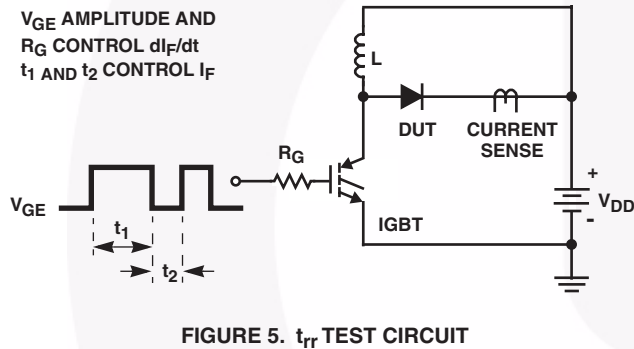 VGE AMPLITUDE AND
RG CONTROL dIF/dt
t1 AND t2 CONTROL IF
L
DUT
CURRENT
SENSE
RG
+
VDD
-
VGE
IGBT
t1
t2
FIGURE 5. trr TEST CIRCUIT